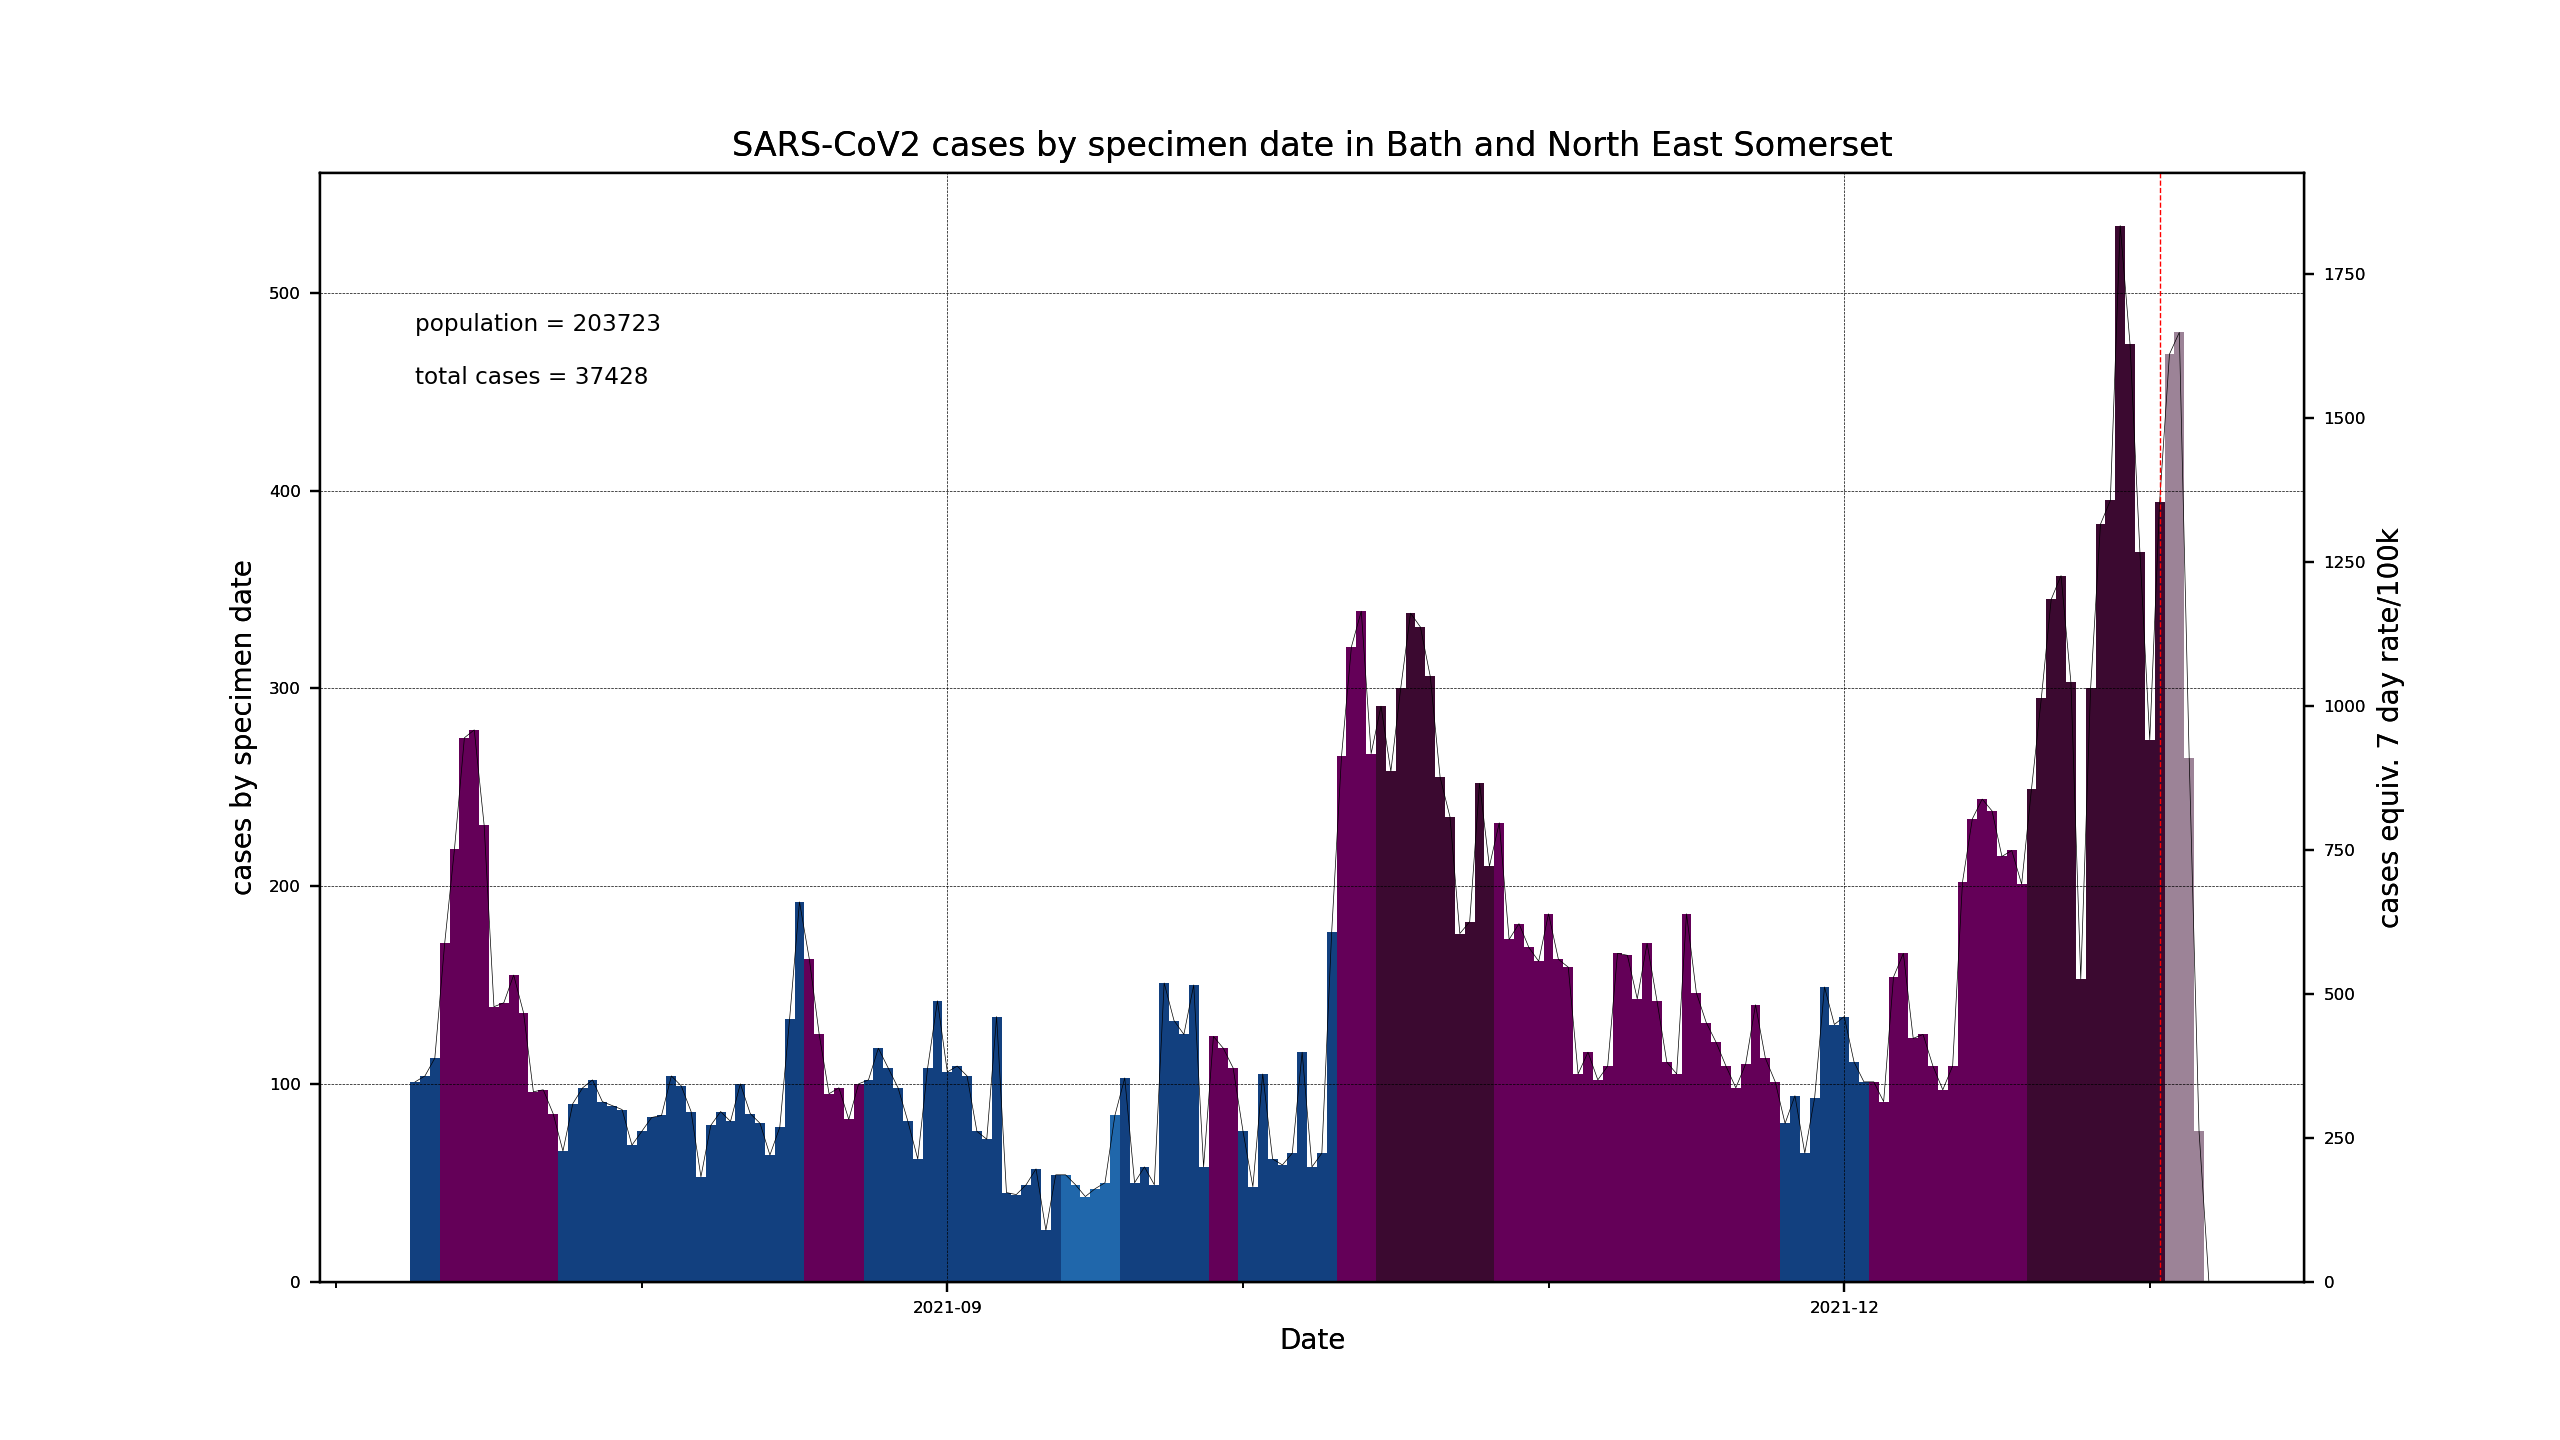 SARS-CoV2 cases by specimen date in Bath and North East Somerset
population = 203723
total cases = 37428
cases by specimen date
500
400
300
200
100
0
1750
1500
1250
1000
750
500
250
0
cases equiv. 7 day rate/100k
2021-09
2021-12
Date